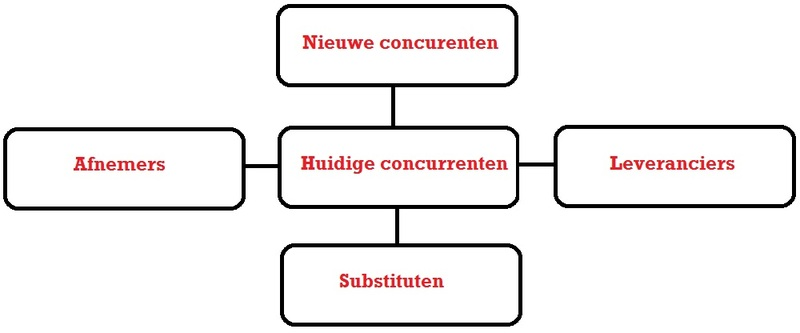 Nieuwe concurenten
Afnemers
Huidige concurrenten
Leveranciers
Substituten